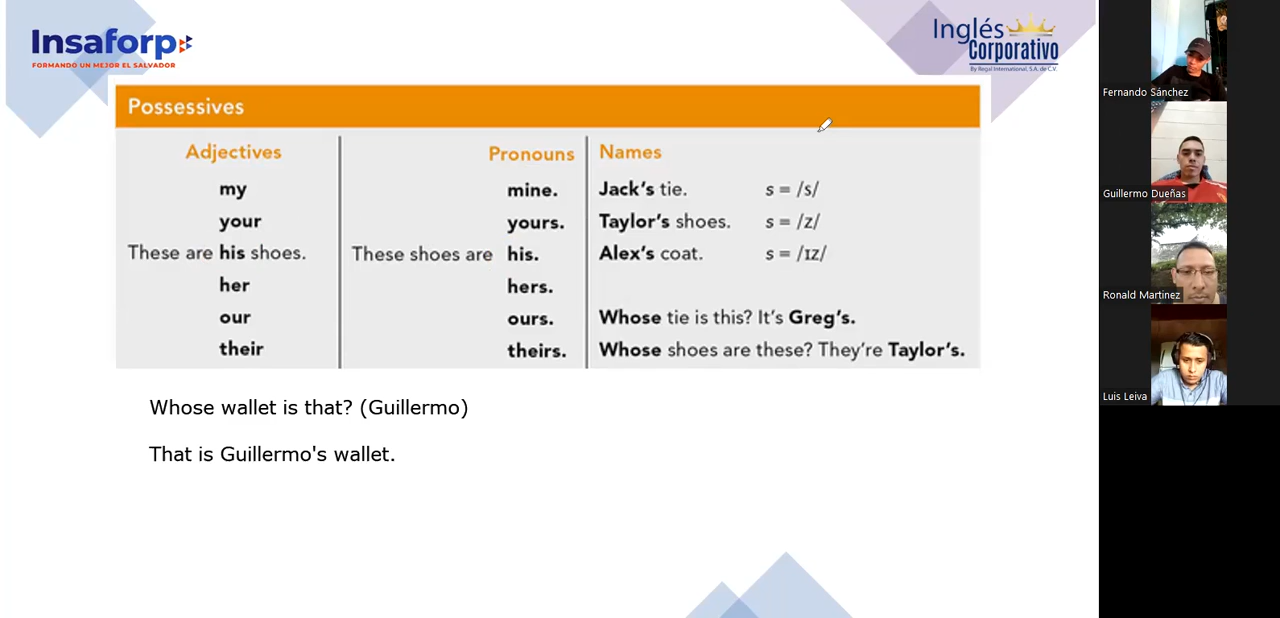 Insaforp
FORMANDO UN MEJOR EL SALVADOR
Inglés
Corporativo
By Regal International, S.A. de C.V.
Possessives
Adjectives
my
your
These are his shoes.
her
our
their
Pronouns
mine.
yours.
These shoes are his.
hers.
ours.
theirs.
Names
Jack's tie. s = /s/
Taylor's shoes. s = /z/
Alex's coat. s = /ɪz/
Whose tie is this? It's Greg's.
Whose shoes are these? They're Taylor's.
Whose wallet is that? (Guillermo)
That is Guillermo's wallet.
Fernando Sánchez
Guillermo Dueñas
Ronald Martinez
Luis Leiva